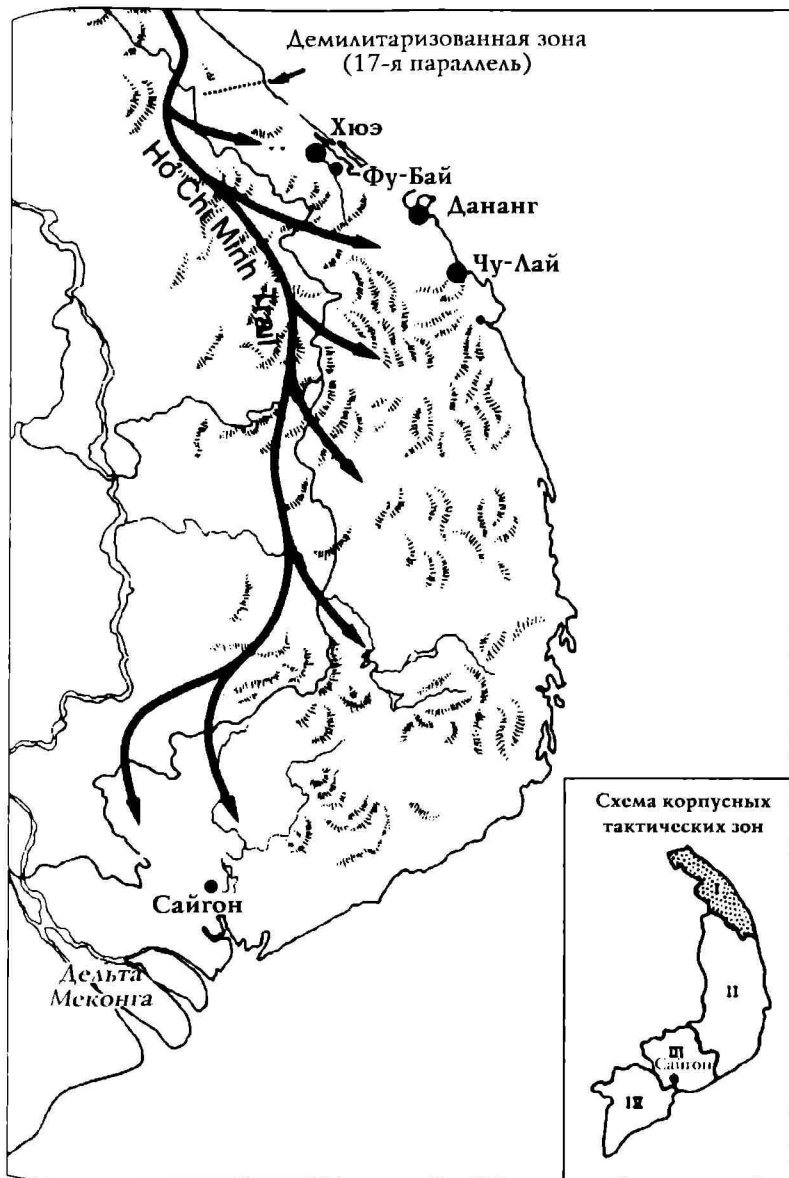 Демилитаризованная зона
(17-я параллель)
Хюэ
Фу-Бай
Дананг
Чу-Лай
Ho Chi Minh
trail
Сайгон
Дельта
Меконга
Схема корпусных
тактических зон
I
II
III
Сайгон
IV